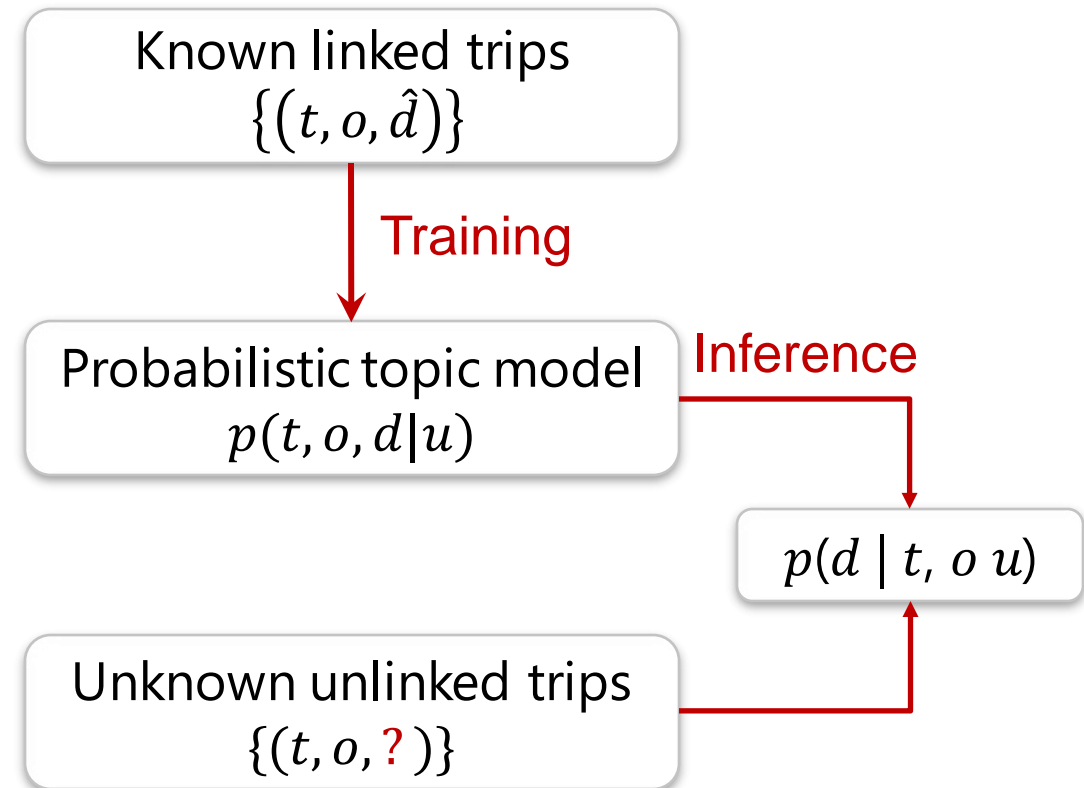 Known linked trips
{(t, o, d̂)}
Training
Probabilistic topic model
p(t, o, d|u)
Inference
p(d | t, o u)
Unknown unlinked trips
{(t, o, ? )}